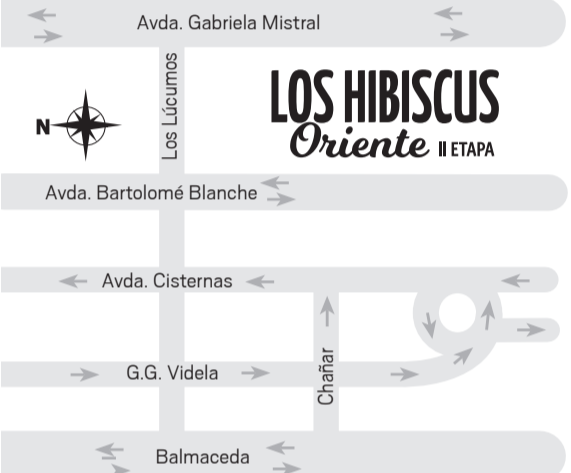 Avda. Gabriela Mistral
Los Lúcumos
LOS HIBISCUS
Oriente II ETAPA
N
Avda. Bartolomé Blanche
Avda. Cisternas
G.G. Videla
Chañar
Balmaceda